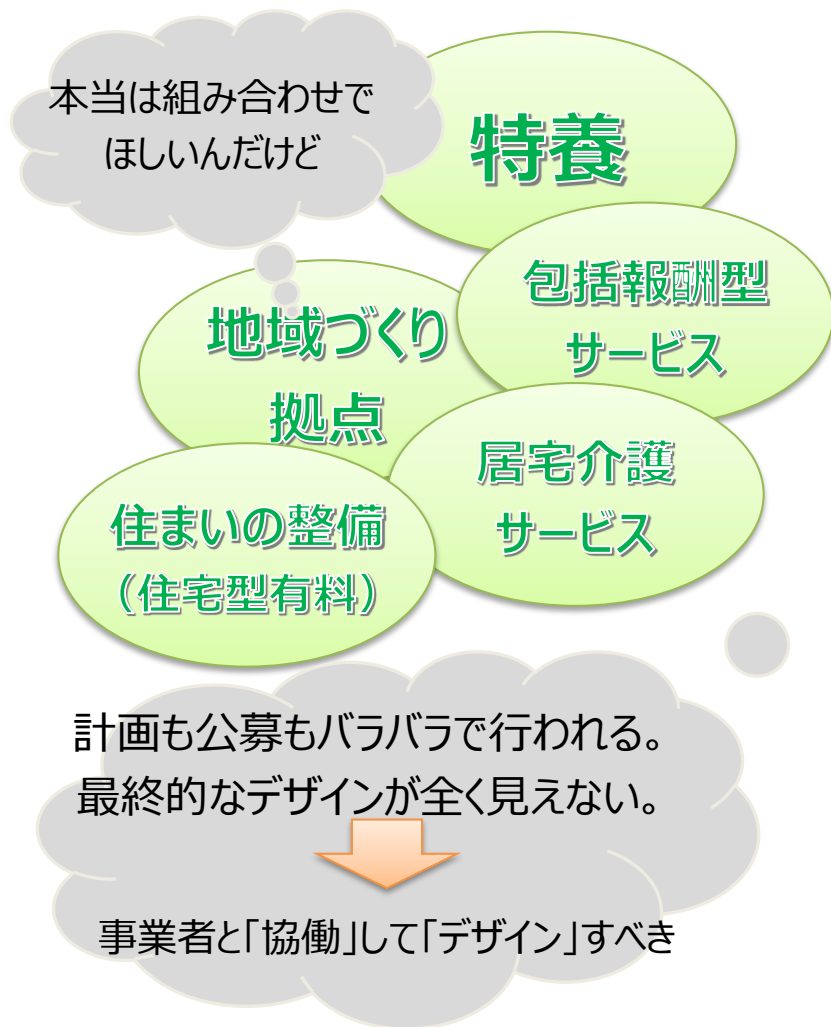 本当は組み合わせで
ほしいんだけど
特養
包括報酬型
サービス
地域づくり
拠点
居宅介護
サービス
住まいの整備
（住宅型有料）
計画も公募もバラバラで行われる。
最終的なデザインが全く見えない。
事業者と「協働」して「デザイン」すべき